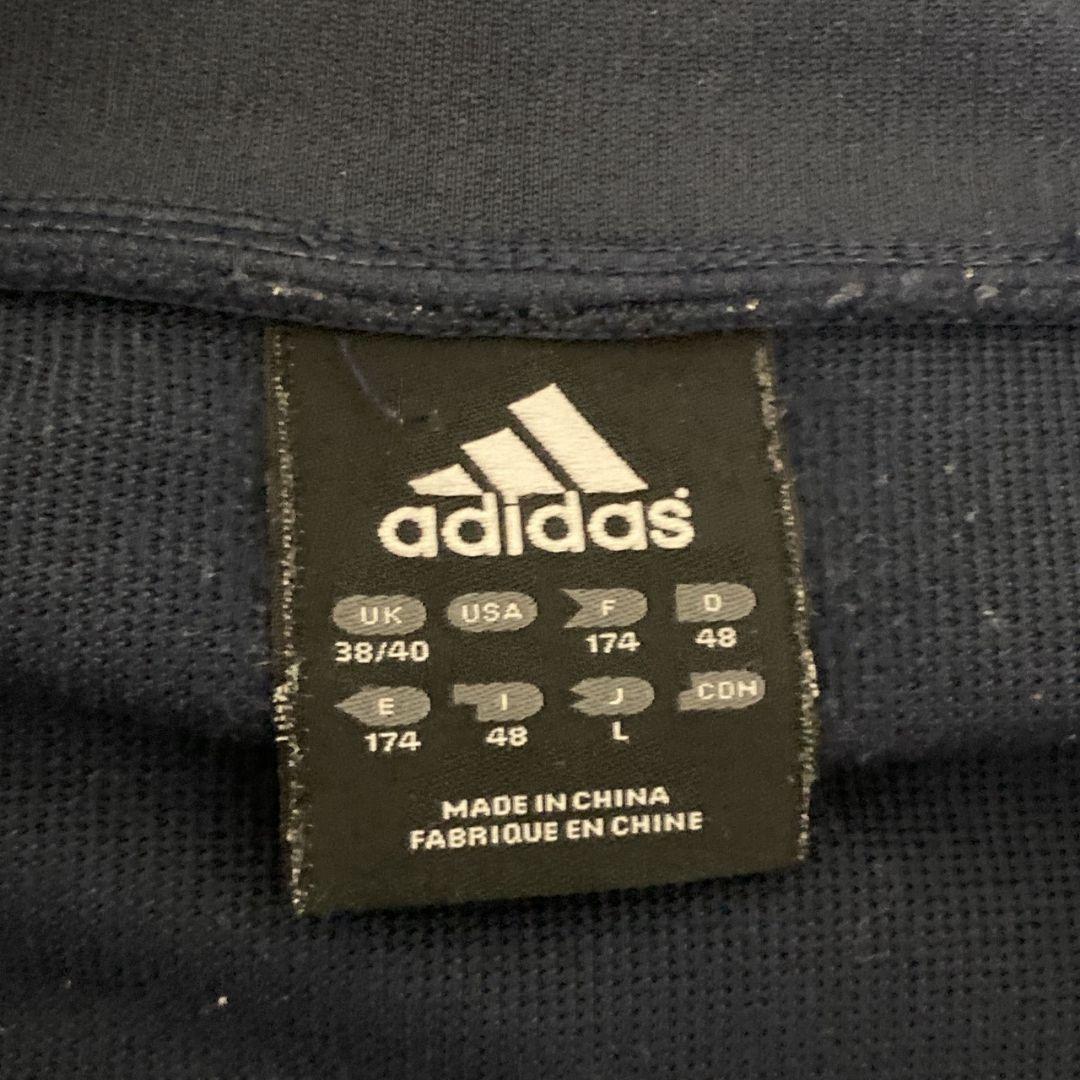 adidas
UK USA F D
38/40 174 48
E I J CDN
174 48 L
MADE IN CHINA
FABRIQUE EN CHINE